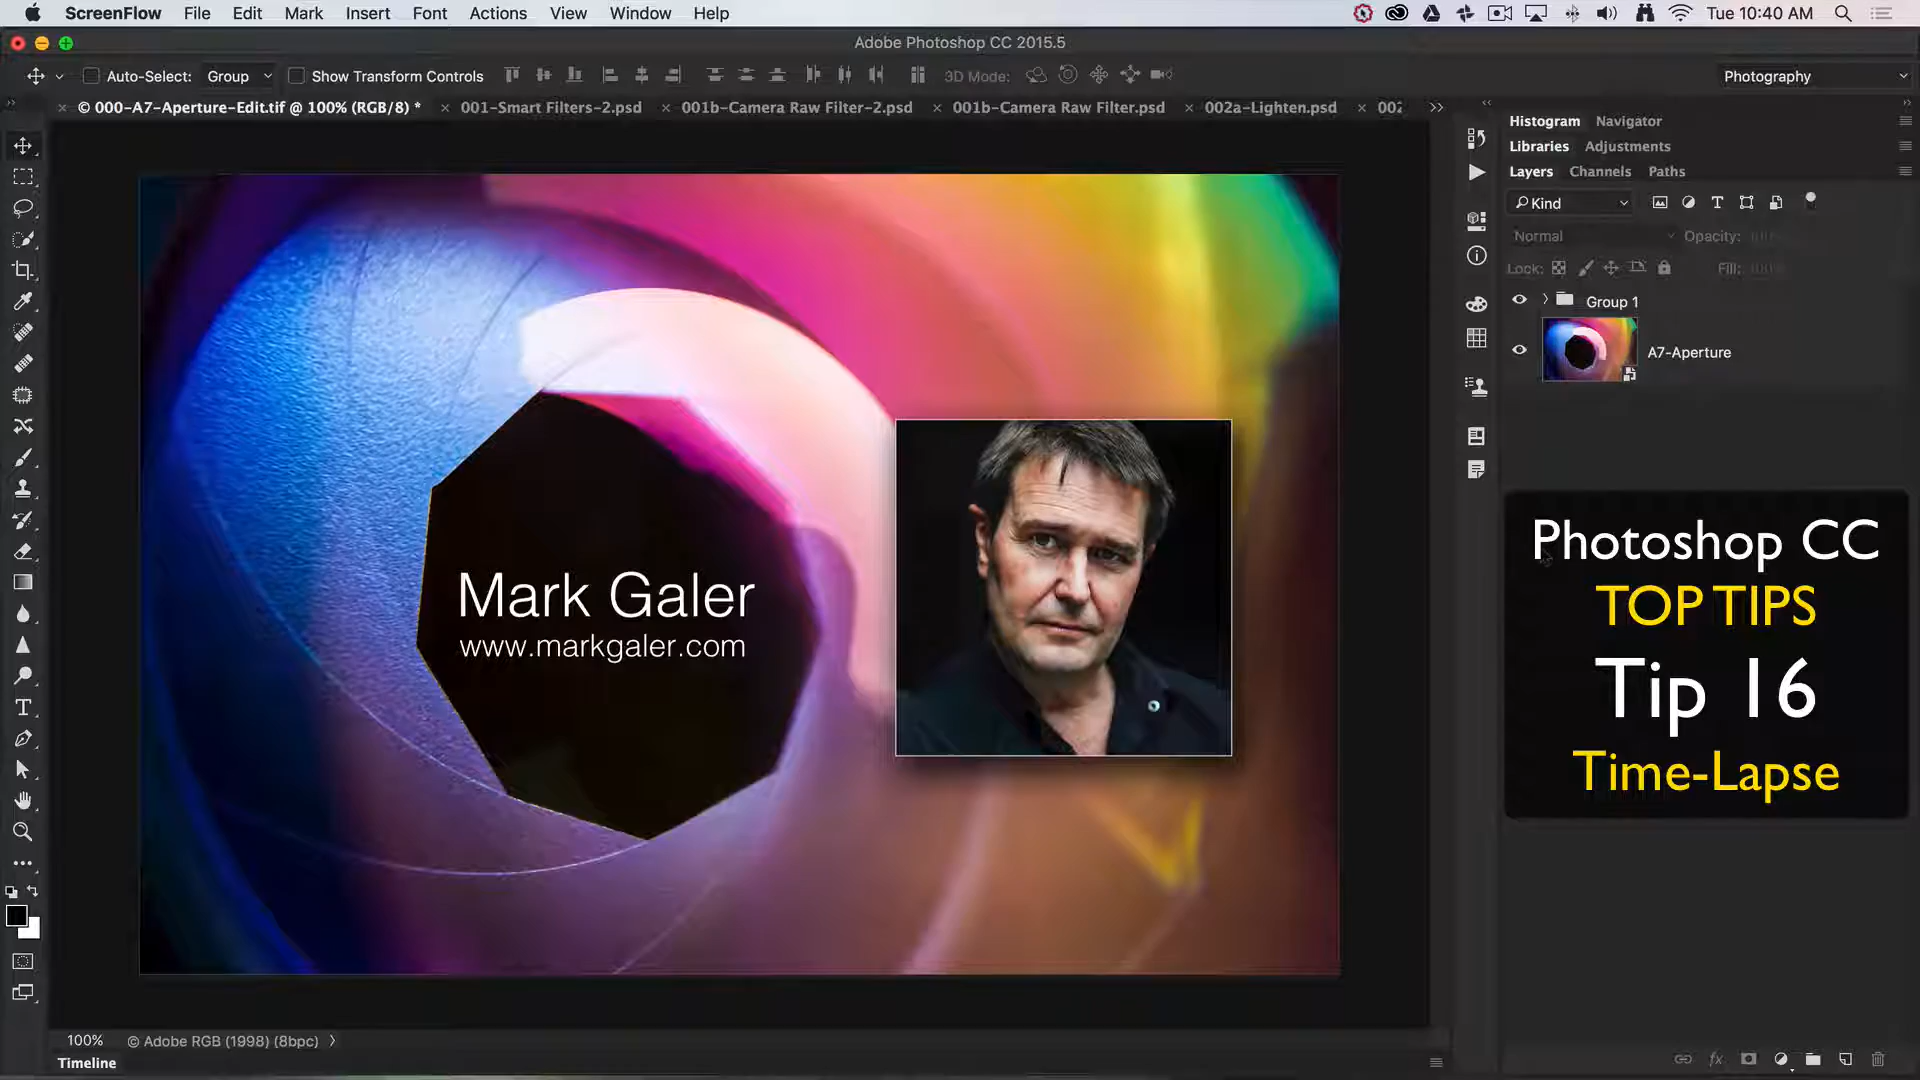 ScreenFlow File Edit Mark Insert Font Actions View Window Help Tue 10:40 AM
Adobe Photoshop CC 2015.5
Auto-Select: Group Show Transform Controls 3D Mode: Photography
© 000-A7-Aperture-Edit.tif @ 100% (RGB/8) * 001-Smart Filters-2.psd 001b-Camera Raw Filter-2.psd 001b-Camera Raw Filter.psd 002a-Lighten.psd 002
Histogram Navigator
Libraries Adjustments
Layers Channels Paths
Kind
Normal Opacity: 100%
Lock: Fill: 100%
Group 1
A7-Aperture
Mark Galer
www.markgaler.com
Photoshop CC
TOP TIPS
Tip 16
Time-Lapse
100% © Adobe RGB (1998) (8bpc)
Timeline
fx